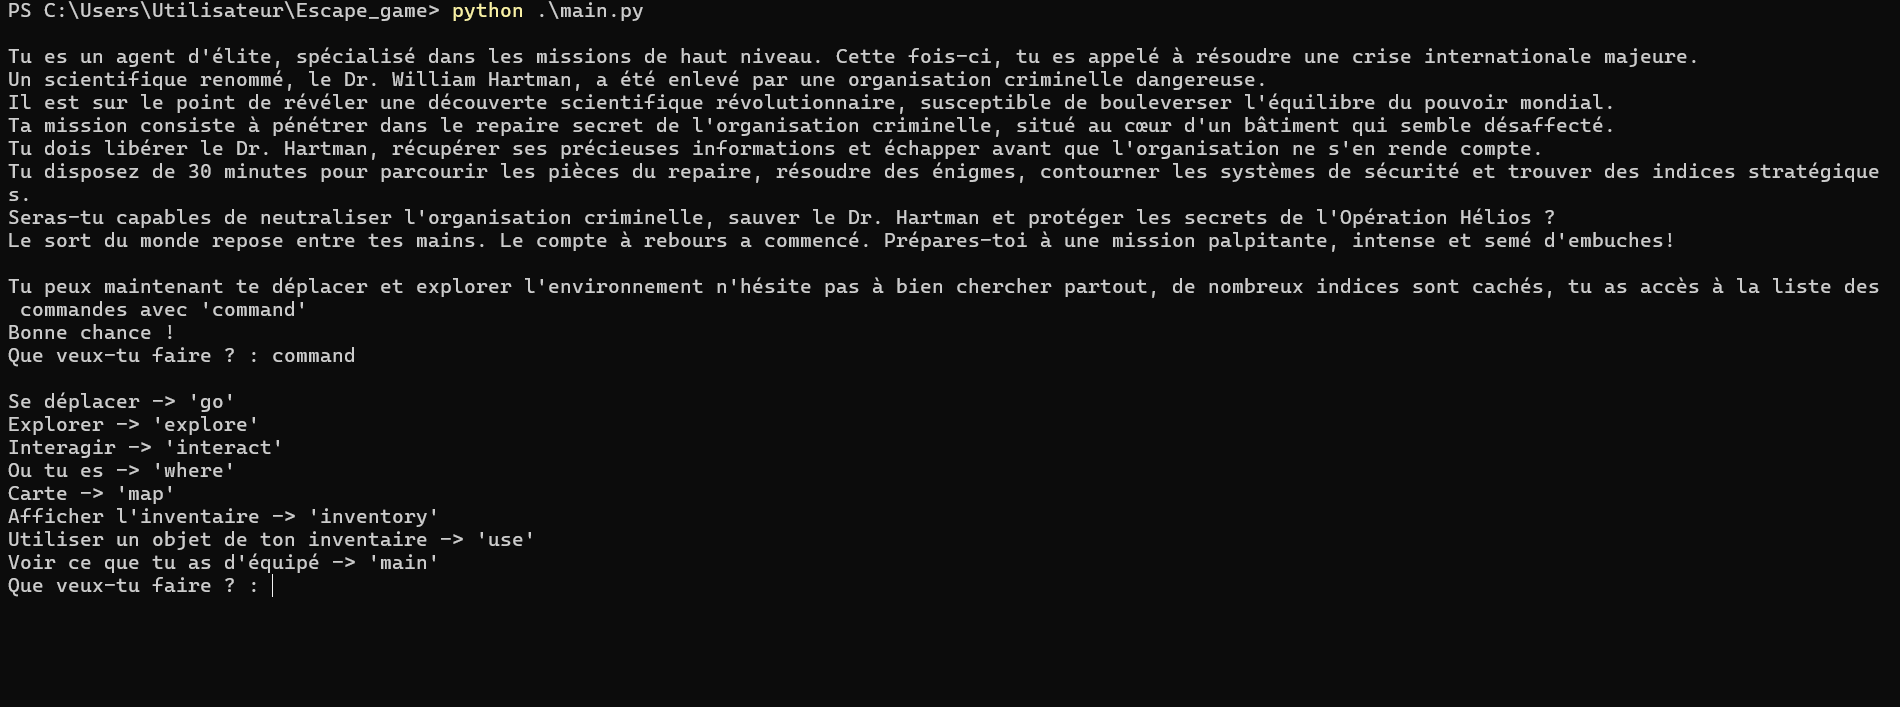 PS C:\Users\Utilisateur\Escape_game> python .\main.py
Tu es un agent d'élite, spécialisé dans les missions de haut niveau. Cette fois-ci, tu es appelé à résoudre une crise internationale majeure.
Un scientifique renommé, le Dr. William Hartman, a été enlevé par une organisation criminelle dangereuse.
Il est sur le point de révéler une découverte scientifique révolutionnaire, susceptible de bouleverser l'équilibre du pouvoir mondial.
Ta mission consiste à pénétrer dans le repaire secret de l'organisation criminelle, situé au cœur d'un bâtiment qui semble désaffecté.
Tu dois libérer le Dr. Hartman, récupérer ses précieuses informations et échapper avant que l'organisation ne s'en rende compte.
Tu disposez de 30 minutes pour parcourir les pièces du repaire, résoudre des énigmes, contourner les systèmes de sécurité et trouver des indices stratégique
s.
Seras-tu capables de neutraliser l'organisation criminelle, sauver le Dr. Hartman et protéger les secrets de l'Opération Hélios ?
Le sort du monde repose entre tes mains. Le compte à rebours a commencé. Prépares-toi à une mission palpitante, intense et semé d'embuches!
Tu peux maintenant te déplacer et explorer l'environnement n'hésite pas à bien chercher partout, de nombreux indices sont cachés, tu as accès à la liste des
 commandes avec 'command'
Bonne chance !
Que veux-tu faire ? : command
Se déplacer -> 'go'
Explorer -> 'explore'
Interagir -> 'interact'
Ou tu es -> 'where'
Carte -> 'map'
Afficher l'inventaire -> 'inventory'
Utiliser un objet de ton inventaire -> 'use'
Voir ce que tu as d'équipé -> 'main'
Que veux-tu faire ? :